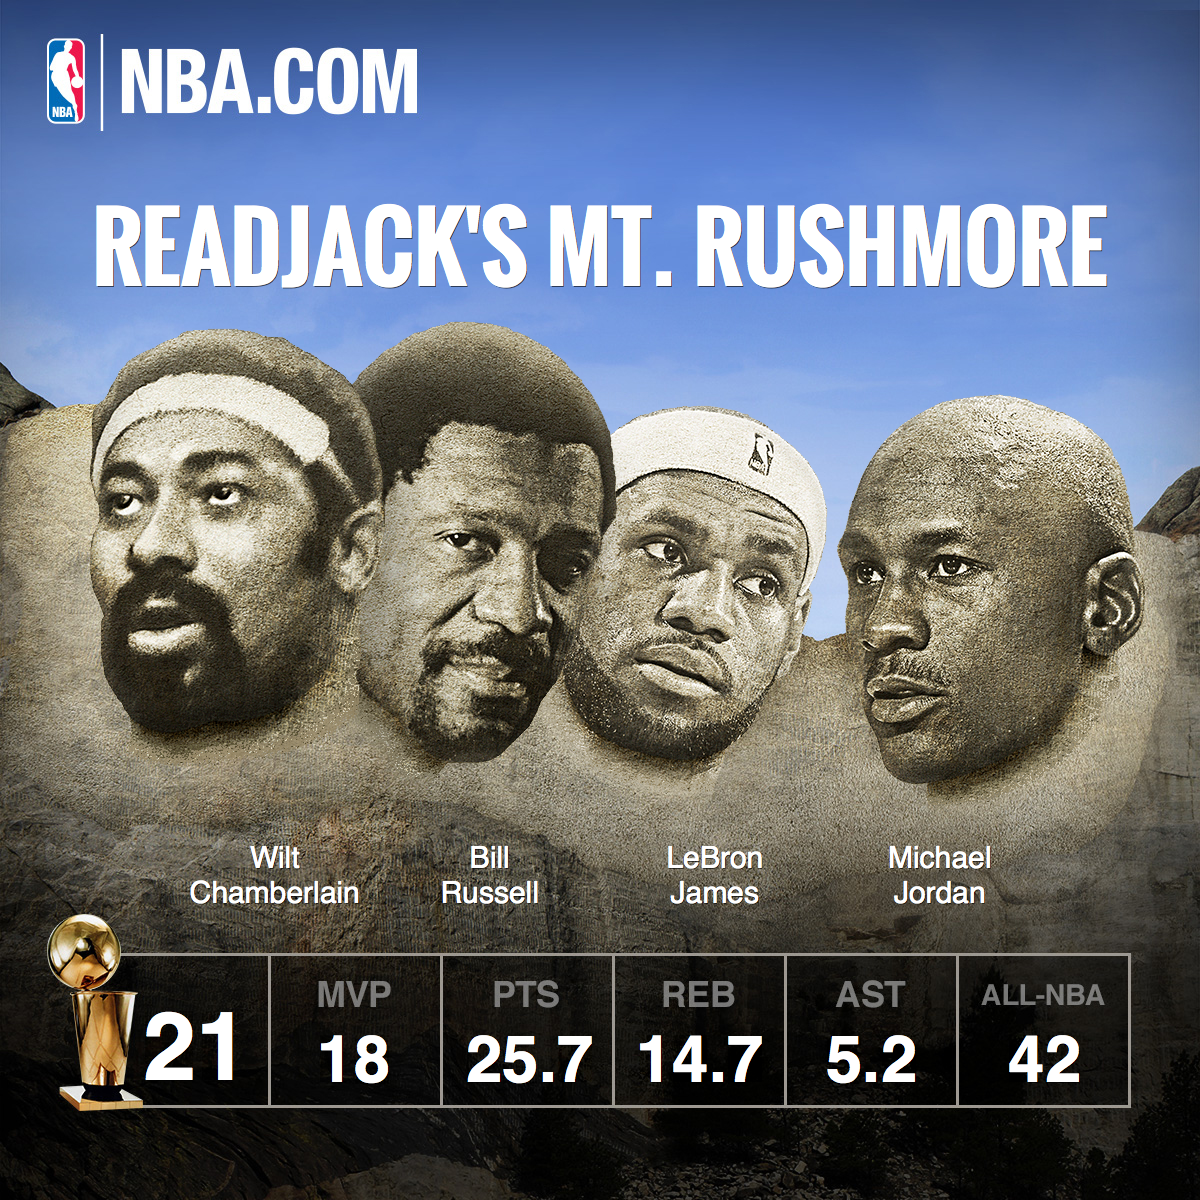 NBA
NBA.COM
READJACK'S MT. RUSHMORE
Wilt
Chamberlain
Bill
Russell
LeBron
James
Michael
Jordan
21
MVP
18
PTS
25.7
REB
14.7
AST
5.2
ALL-NBA
42